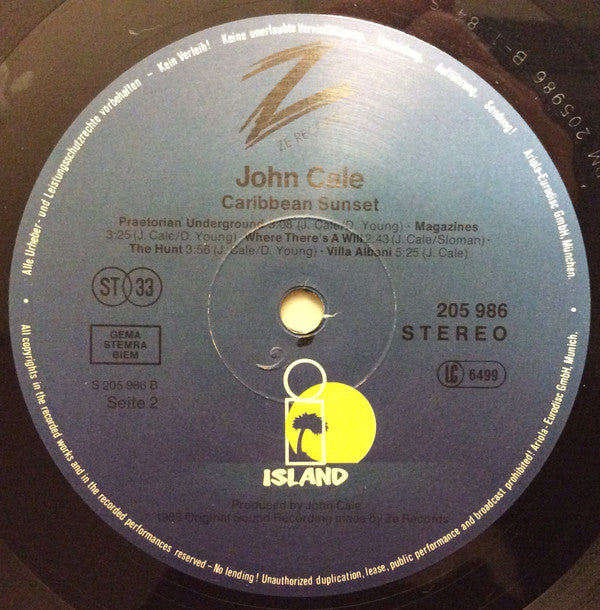 Alle Urheber- und Leistungsschutzrechte vorbehalten – Kein Verleih! Keine unerlaubte Vervielfältigung, Vermietung, Aufführung, Sendung! Ariola-Eurodisc GmbH, München.
205986 B-1
Z
ZE REC
John Cale
Caribbean Sunset
Praetorian Underground 3:08 (J. Cale/D. Young) · Magazines
3:25 (J. Cale/D. Young) · Where There's A Will 2:43 (J. Cale/Sloman) ·
The Hunt 3:56 (J. Cale/D. Young) · Villa Albani 5:25 (J. Cale)
ST 33
205 986
STEREO
GEMA
STEMRA
BIEM
LC 6499
S 205 986 B
Seite 2
ISLAND
Produced by John Cale
Original Sound Recording made by Ze Records
All copyrights in the recorded works and in the recorded performances reserved – No lending! Unauthorized duplication, lease, public performance and broadcast prohibited! Ariola-Eurodisc GmbH, Munich.